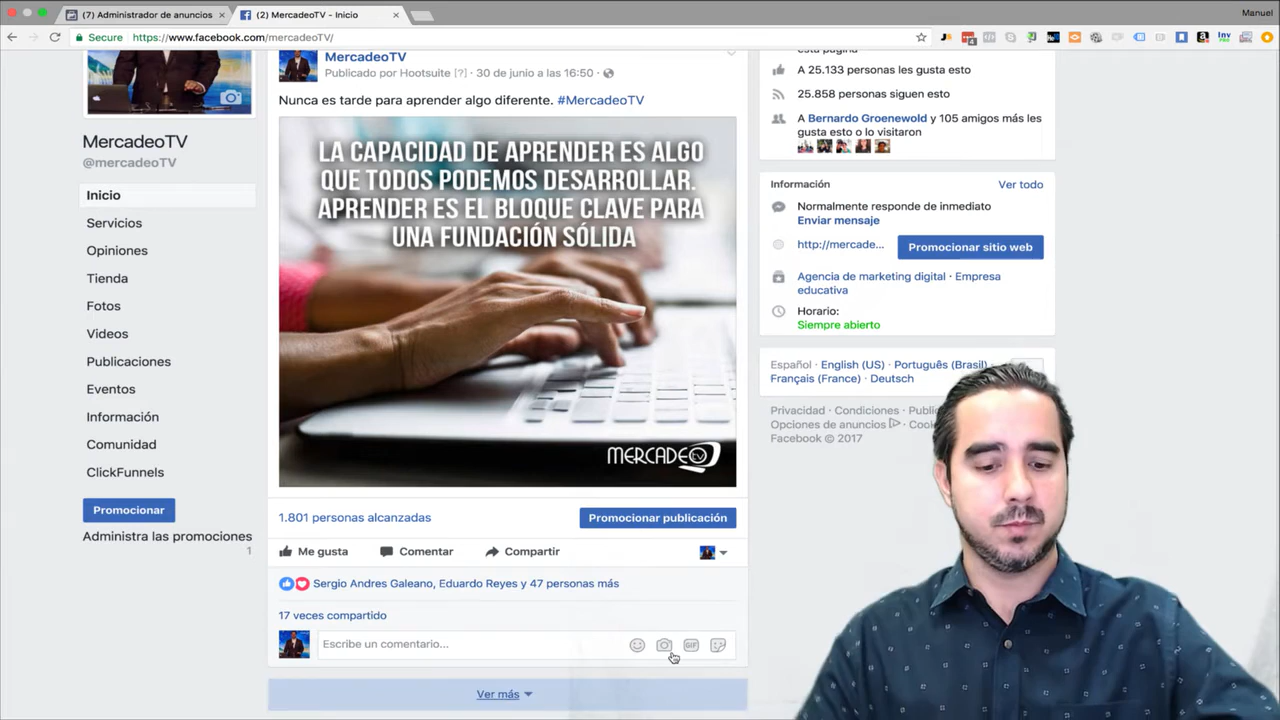 (7) Administrador de anuncios
(2) MercadeoTV - Inicio
Manuel
Secure
https://www.facebook.com/mercadeoTV/
MercadeoTV
@mercadeoTV
Inicio
Servicios
Opiniones
Tienda
Fotos
Videos
Publicaciones
Eventos
Información
Comunidad
ClickFunnels
Promocionar
Administra las promociones
1
MercadeoTV
Publicado por Hootsuite [?] · 30 de junio a las 16:50 ·
Nunca es tarde para aprender algo diferente. #MercadeoTV
LA CAPACIDAD DE APRENDER ES ALGO
QUE TODOS PODEMOS DESARROLLAR.
APRENDER ES EL BLOQUE CLAVE PARA
UNA FUNDACIÓN SÓLIDA
MERCADEO TV
1.801 personas alcanzadas
Promocionar publicación
Me gusta
Comentar
Compartir
Sergio Andres Galeano, Eduardo Reyes y 47 personas más
17 veces compartido
Escribe un comentario...
GIF
Ver más
esta página
A 25.133 personas les gusta esto
25.858 personas siguen esto
A Bernardo Groenewold y 105 amigos más les
gusta esto o lo visitaron
Información
Ver todo
Normalmente responde de inmediato
Enviar mensaje
http://mercade...
Promocionar sitio web
Agencia de marketing digital · Empresa
educativa
Horario:
Siempre abierto
Español · English (US) · Português (Brasil) ·
Français (France) · Deutsch
Privacidad · Condiciones ·
Opciones de anuncios ·
Facebook © 2017